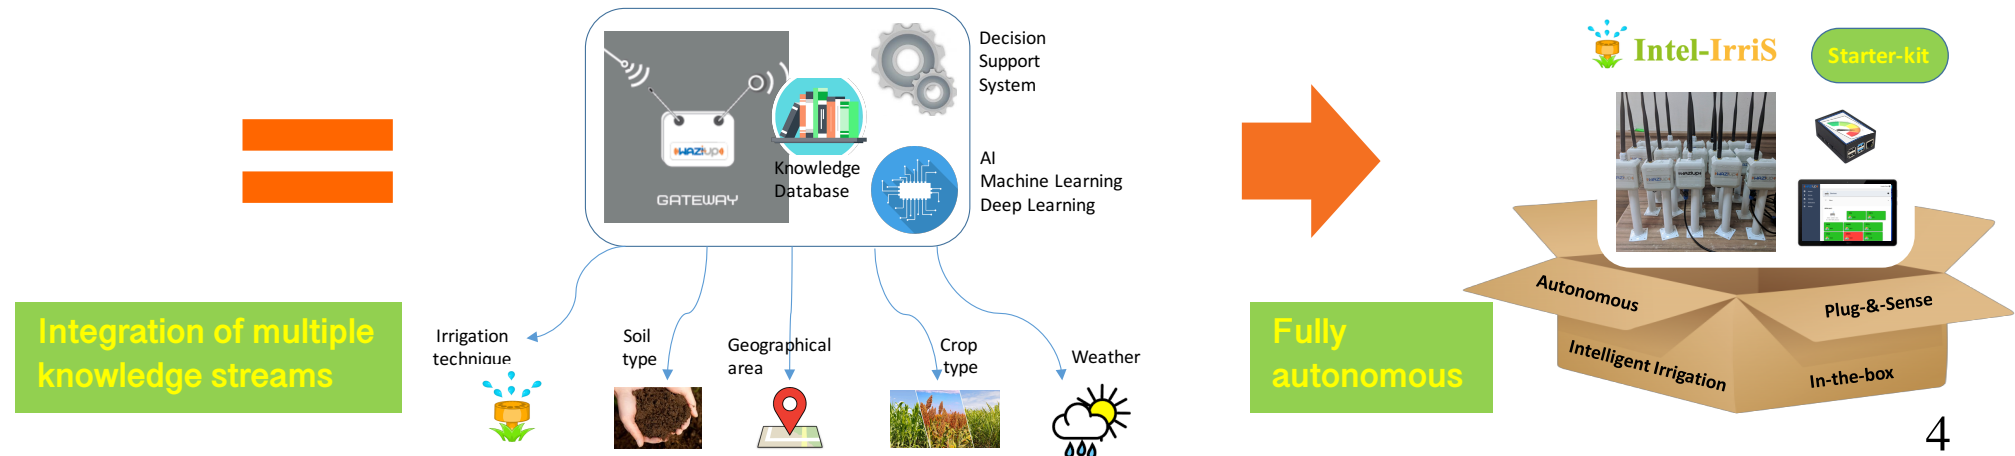 Decision
Support
System
WAZIUP
GATEWAY
Knowledge
Database
AI
Machine Learning
Deep Learning
Integration of multiple
knowledge streams
Irrigation
technique
Soil
type
Geographical
area
Crop
type
Weather
Fully
autonomous
Intel-IrriS
Starter-kit
WAZIUP
Autonomous
Plug-&-Sense
Intelligent Irrigation
In-the-box
4